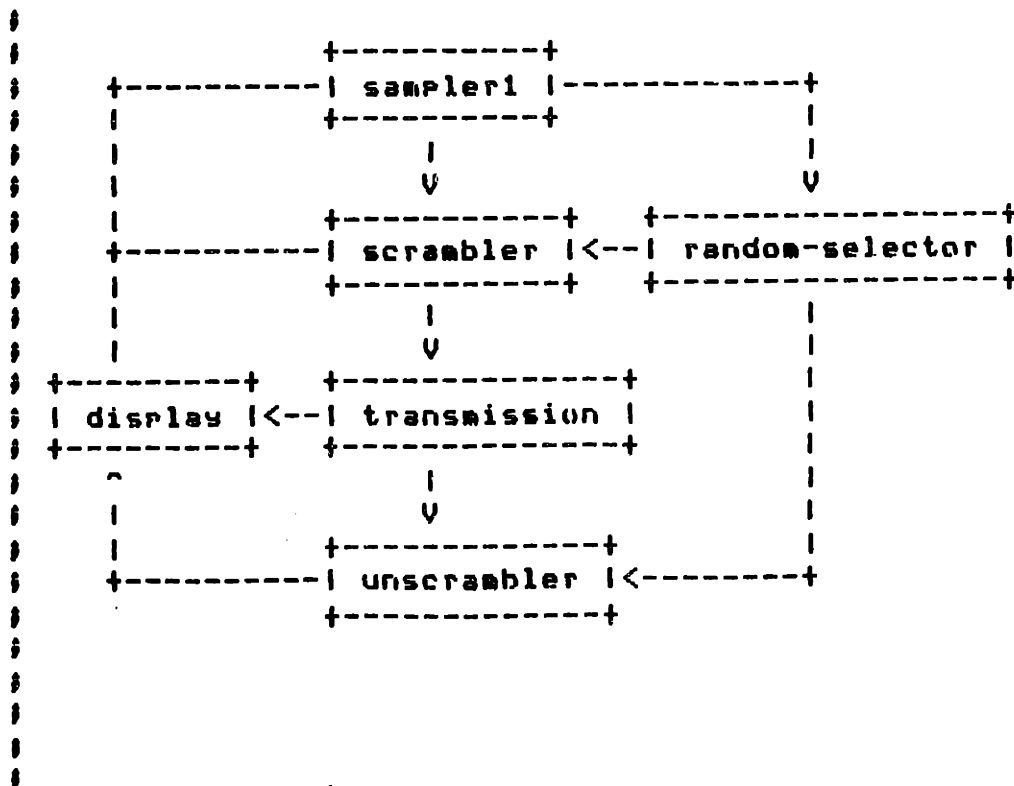 ;
;                +-----------+
;     +----------| sampler1 |------------+
;     |          +-----------+            |
;     |               |                   |
;     |               V                   V
;     |          +------------+   +------------------+
;     +----------| scrambler |<--| random-selector |
;     |          +------------+   +------------------+
;     |               |                   |
;     |               V                   |
;  +----------+  +---------------+        |
;  | display |<--| transmission |        |
;  +----------+  +---------------+        |
;     ^               |                   |
;     |               V                   |
;     |          +--------------+         |
;     +----------| unscrambler |<--------+
;                +--------------+
;
;
;
;
;